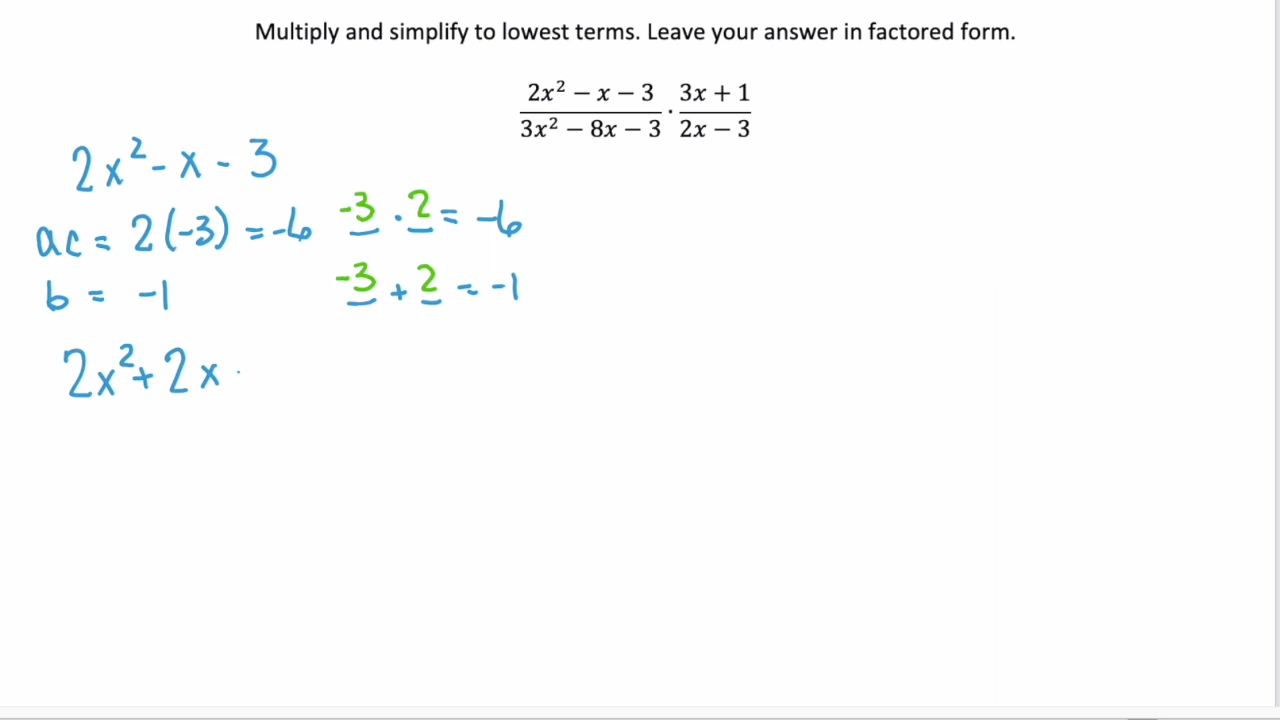 Multiply and simplify to lowest terms. Leave your answer in factored form.
2x² − x − 3   3x + 1
———————— · ————
3x² − 8x − 3   2x − 3
2x² - x - 3
ac = 2(-3) = -6   -3 · 2 = -6
b = -1   -3 + 2 = -1
2x² + 2x